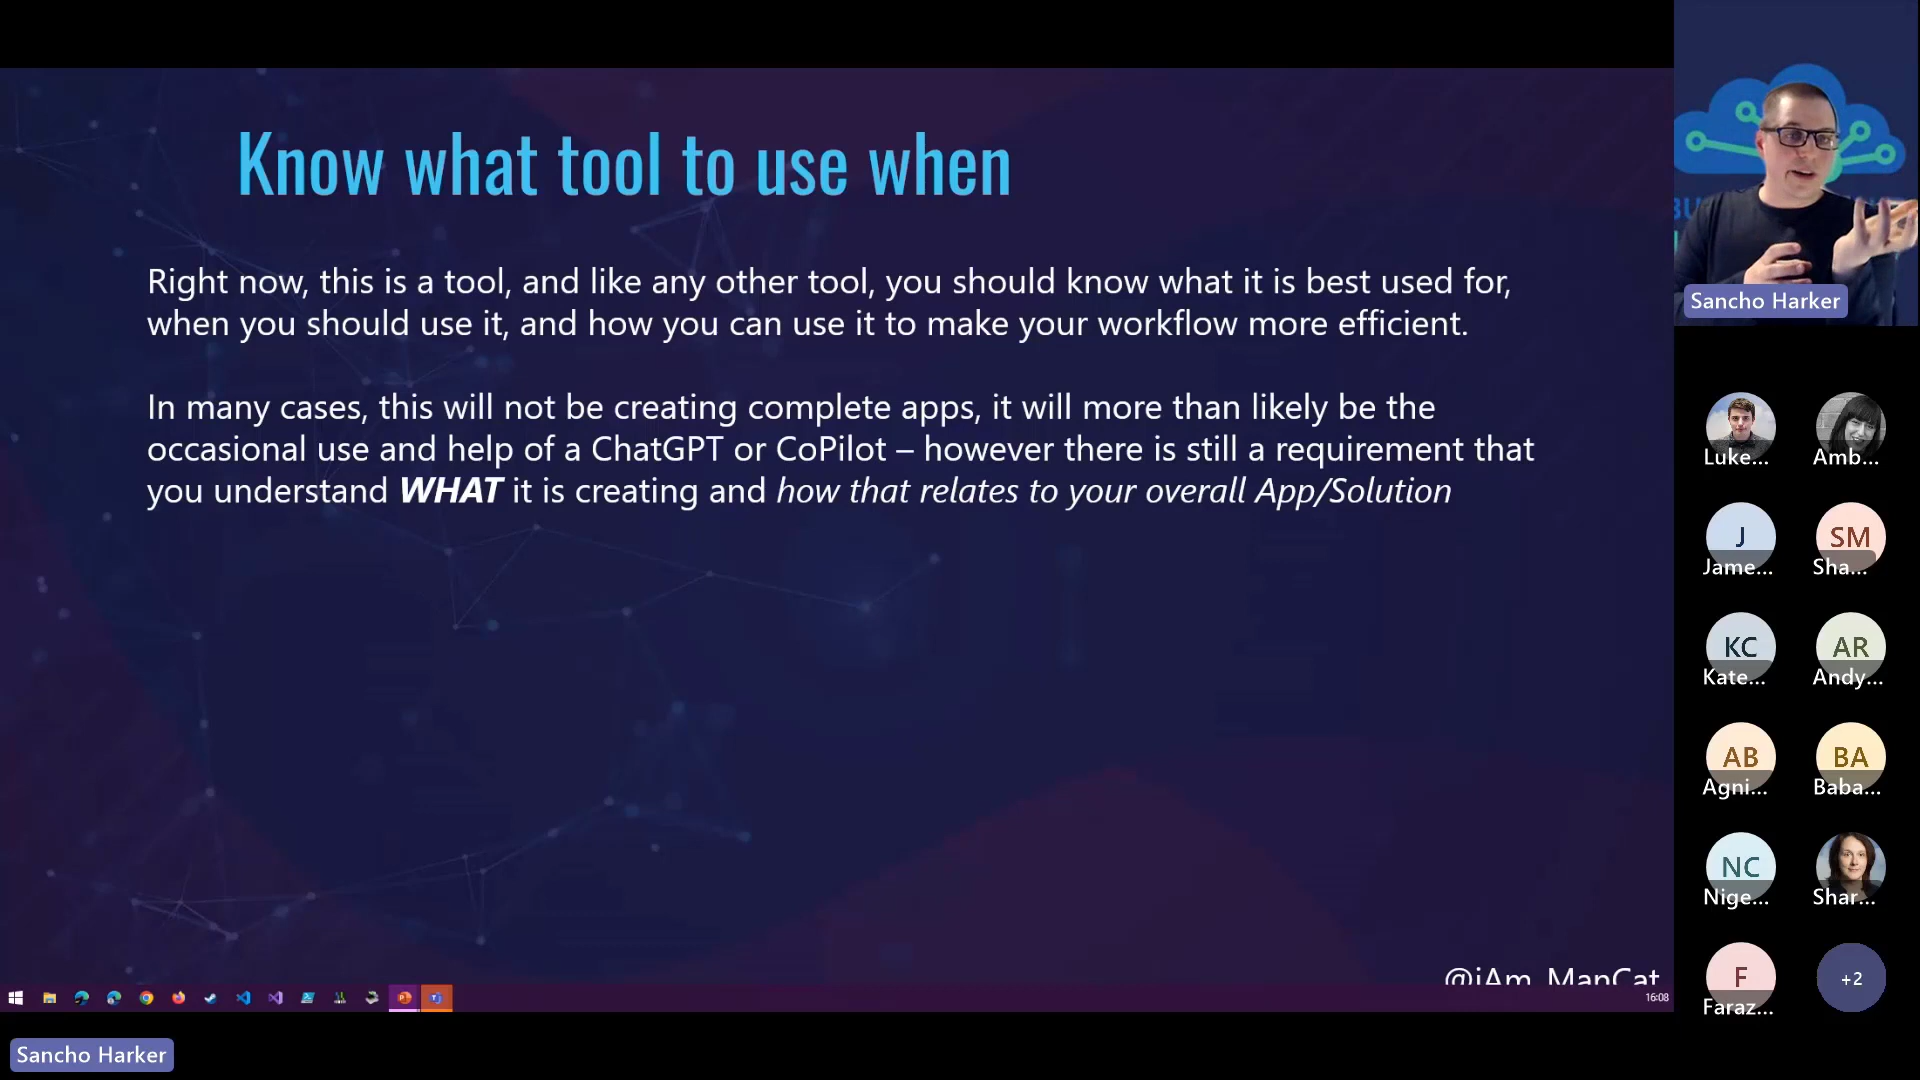 Know what tool to use when
Right now, this is a tool, and like any other tool, you should know what it is best used for,
when you should use it, and how you can use it to make your workflow more efficient.
In many cases, this will not be creating complete apps, it will more than likely be the
occasional use and help of a ChatGPT or CoPilot – however there is still a requirement that
you understand WHAT it is creating and how that relates to your overall App/Solution
@iAm_ManCat
16:08
Sancho Harker
Sancho Harker
Luke...
Amb...
J
Jame...
SM
Sha...
KC
Kate...
AR
Andy...
AB
Agni...
BA
Baba...
NC
Nige...
Shar...
F
Faraz...
+2